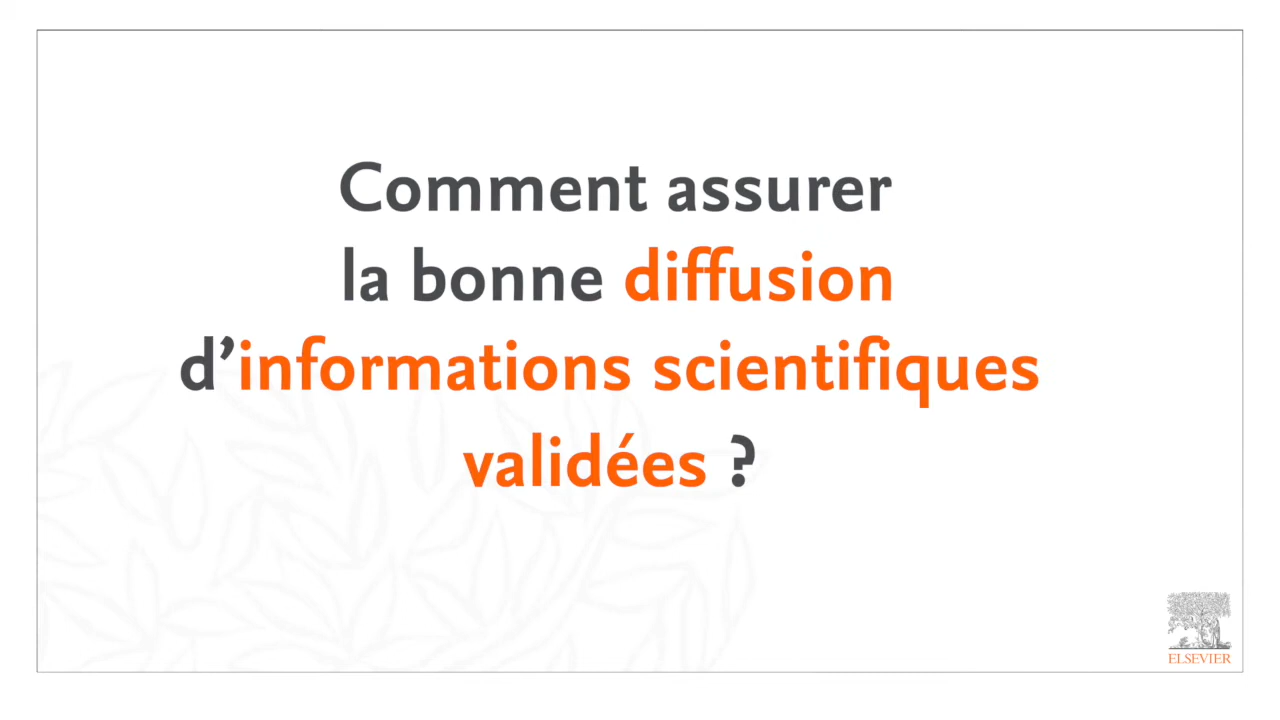 Comment assurer
la bonne diffusion
d’informations scientifiques
validées ?
ELSEVIER